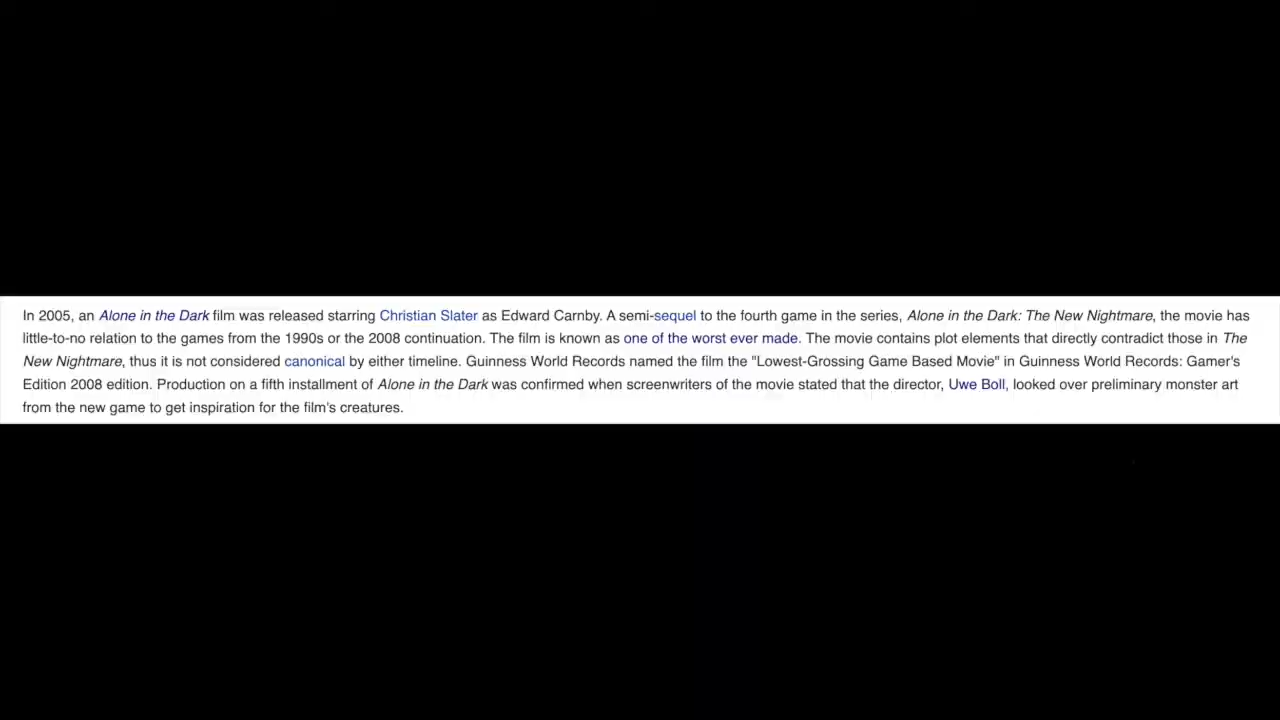 In 2005, an Alone in the Dark film was released starring Christian Slater as Edward Carnby. A semi-sequel to the fourth game in the series, Alone in the Dark: The New Nightmare, the movie has
little-to-no relation to the games from the 1990s or the 2008 continuation. The film is known as one of the worst ever made. The movie contains plot elements that directly contradict those in The
New Nightmare, thus it is not considered canonical by either timeline. Guinness World Records named the film the "Lowest-Grossing Game Based Movie" in Guinness World Records: Gamer's
Edition 2008 edition. Production on a fifth installment of Alone in the Dark was confirmed when screenwriters of the movie stated that the director, Uwe Boll, looked over preliminary monster art
from the new game to get inspiration for the film's creatures.